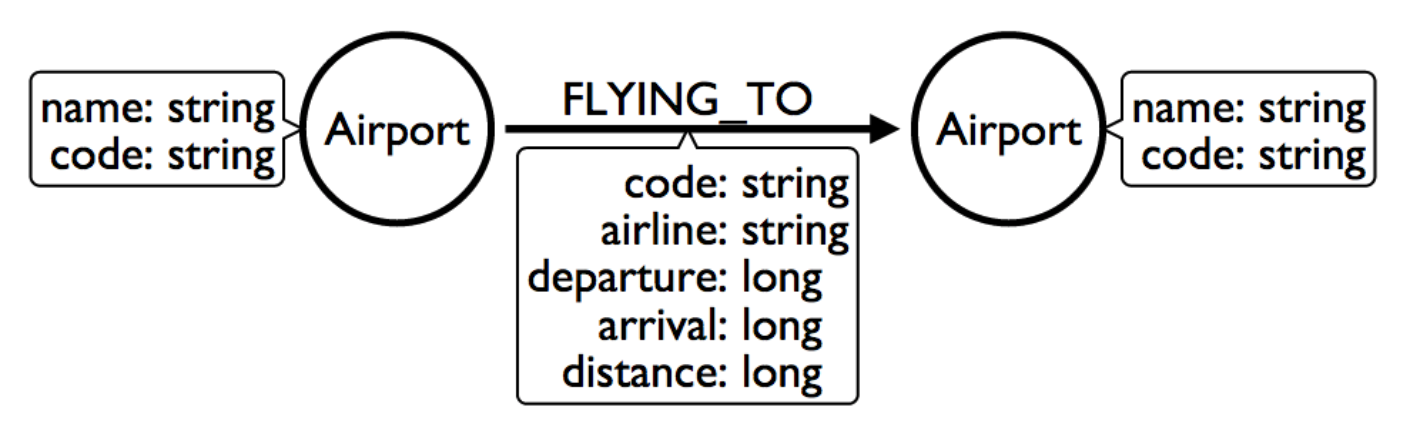 name: string
code: string
Airport
FLYING_TO
code: string
airline: string
departure: long
arrival: long
distance: long
Airport
name: string
code: string